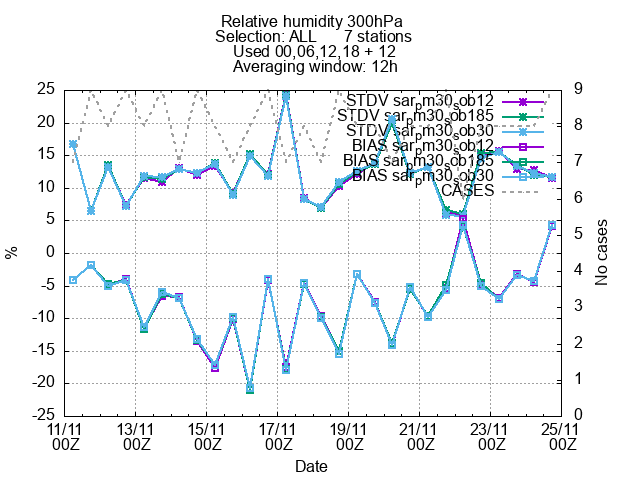 Relative humidity 300hPa
Selection: ALL 7 stations
Used 00,06,12,18 + 12
Averaging window: 12h
25
20
15
10
5
0
-5
-10
-15
-20
-25
%
9
8
7
6
5
4
3
2
1
0
No cases
STDV sar_pm30_sob12
STDV sar_pm30_sob185
STDV sar_pm30_sob30
BIAS sar_pm30_sob12
BIAS sar_pm30_sob185
BIAS sar_pm30_sob30
CASES
11/11 13/11 15/11 17/11 19/11 21/11 23/11 25/11
00Z 00Z 00Z 00Z 00Z 00Z 00Z 00Z
Date